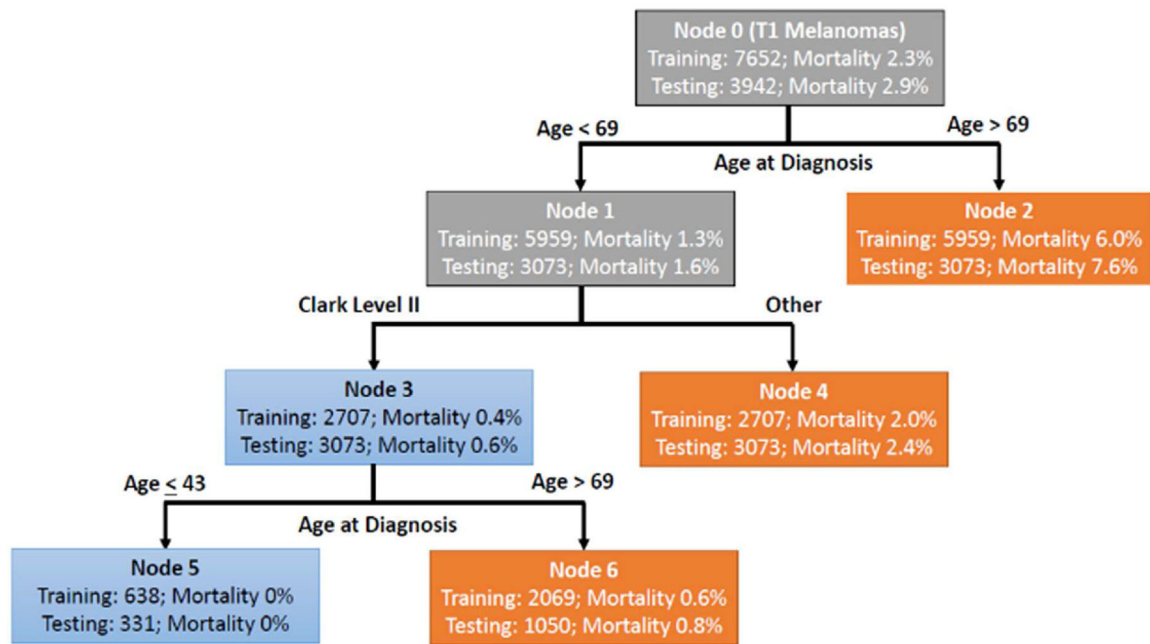 Node 0 (T1 Melanomas)
Training: 7652; Mortality 2.3%
Testing: 3942; Mortality 2.9%
Age < 69
Age > 69
Age at Diagnosis
Node 1
Training: 5959; Mortality 1.3%
Testing: 3073; Mortality 1.6%
Node 2
Training: 5959; Mortality 6.0%
Testing: 3073; Mortality 7.6%
Clark Level II
Other
Node 3
Training: 2707; Mortality 0.4%
Testing: 3073; Mortality 0.6%
Node 4
Training: 2707; Mortality 2.0%
Testing: 3073; Mortality 2.4%
Age ≤ 43
Age > 69
Age at Diagnosis
Node 5
Training: 638; Mortality 0%
Testing: 331; Mortality 0%
Node 6
Training: 2069; Mortality 0.6%
Testing: 1050; Mortality 0.8%